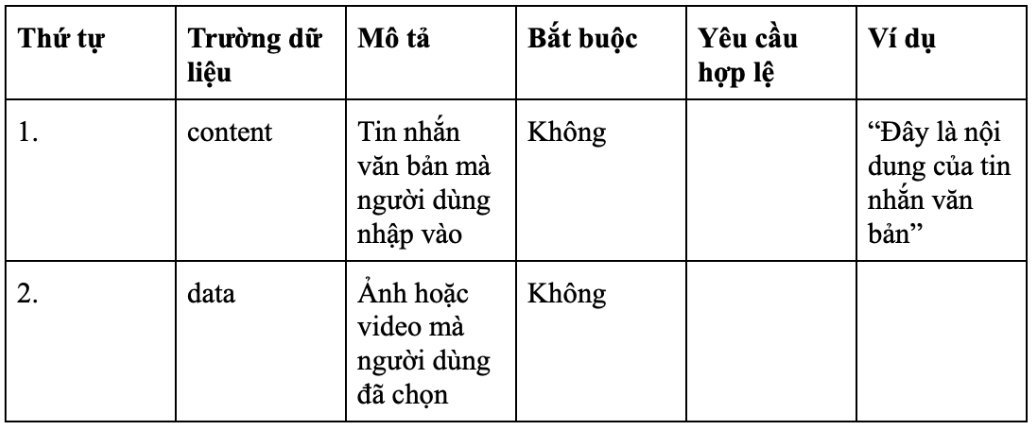 Thứ tự
Trường dữ
liệu
Mô tả
Bắt buộc
Yêu cầu
hợp lệ
Ví dụ
1.
content
Tin nhắn
văn bản mà
người dùng
nhập vào
Không
“Đây là nội
dung của tin
nhắn văn
bản”
2.
data
Ảnh hoặc
video mà
người dùng
đã chọn
Không